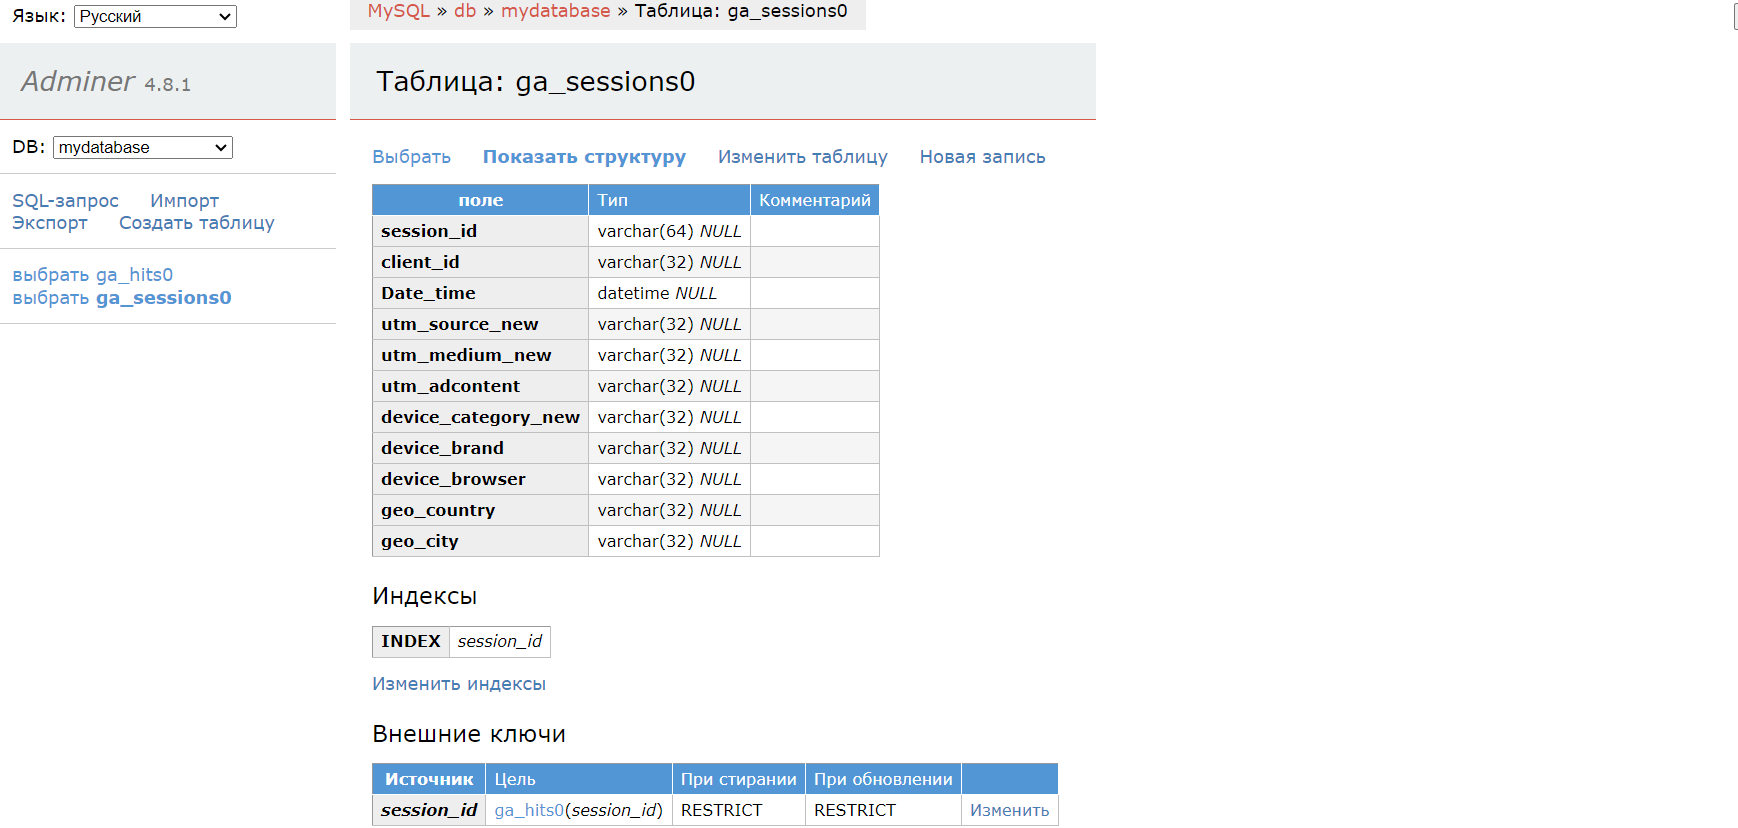 Язык: Русский
MySQL » db » mydatabase » Таблица: ga_sessions0
Adminer 4.8.1
Таблица: ga_sessions0
DB: mydatabase
SQL-запрос Импорт
Экспорт Создать таблицу
выбрать ga_hits0
выбрать ga_sessions0
Выбрать Показать структуру Изменить таблицу Новая запись
поле Тип Комментарий
session_id varchar(64) NULL
client_id varchar(32) NULL
Date_time datetime NULL
utm_source_new varchar(32) NULL
utm_medium_new varchar(32) NULL
utm_adcontent varchar(32) NULL
device_category_new varchar(32) NULL
device_brand varchar(32) NULL
device_browser varchar(32) NULL
geo_country varchar(32) NULL
geo_city varchar(32) NULL
Индексы
INDEX session_id
Изменить индексы
Внешние ключи
Источник Цель При стирании При обновлении
session_id ga_hits0(session_id) RESTRICT RESTRICT Изменить